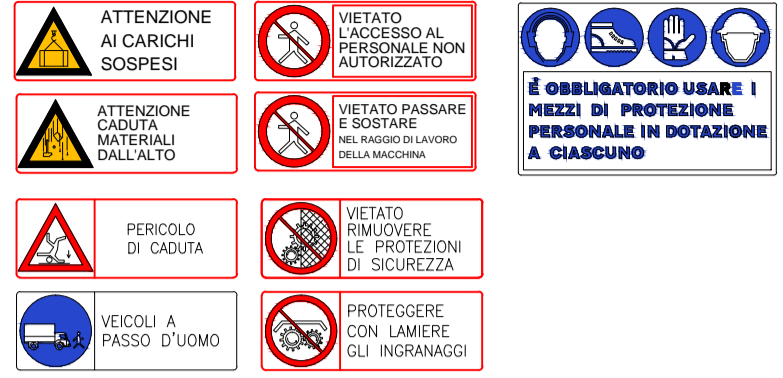 ATTENZIONE
AI CARICHI
SOSPESI
VIETATO
L'ACCESSO AL
PERSONALE NON
AUTORIZZATO
È OBBLIGATORIO USARE I
MEZZI DI PROTEZIONE
PERSONALE IN DOTAZIONE
A CIASCUNO
ATTENZIONE
CADUTA
MATERIALI
DALL'ALTO
VIETATO PASSARE
E SOSTARE
NEL RAGGIO DI LAVORO
DELLA MACCHINA
PERICOLO
DI CADUTA
VIETATO
RIMUOVERE
LE PROTEZIONI
DI SICUREZZA
VEICOLI A
PASSO D'UOMO
PROTEGGERE
CON LAMIERE
GLI INGRANAGGI